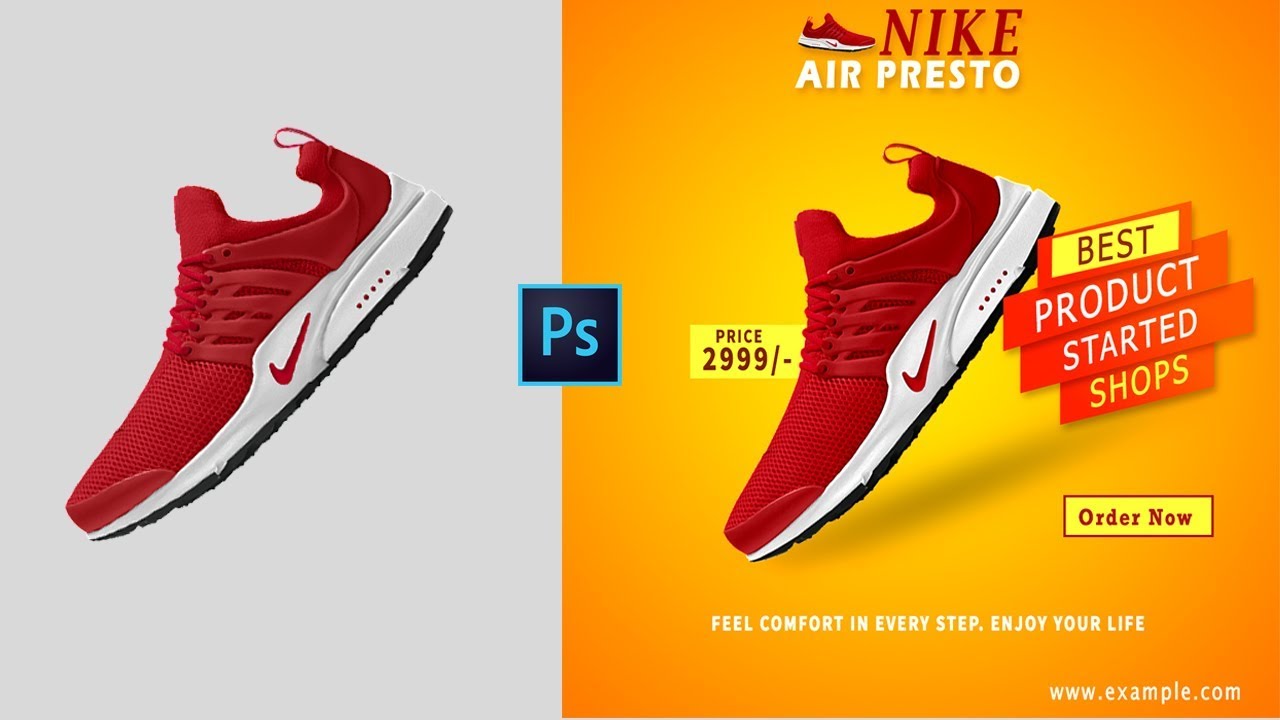 NIKE
AIR PRESTO
Ps
PRICE
2999/-
BEST
PRODUCT
STARTED
SHOPS
Order Now
FEEL COMFORT IN EVERY STEP. ENJOY YOUR LIFE
www.example.com